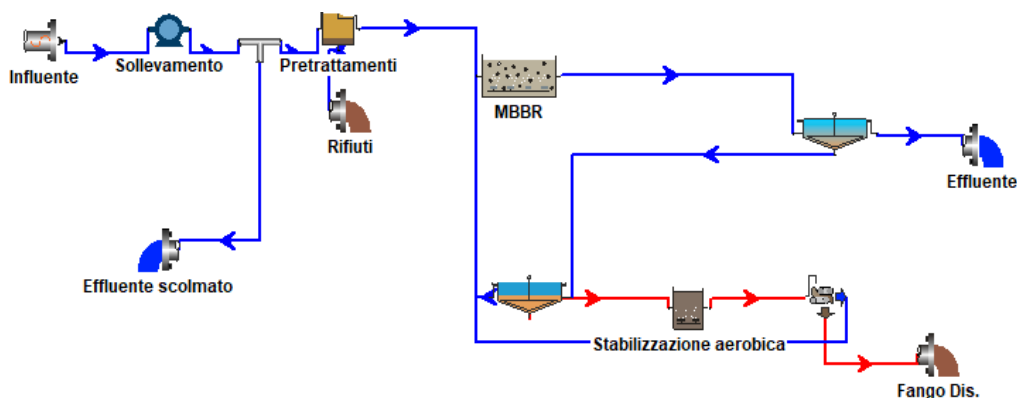 Influente
Sollevamento
Pretrattamenti
Rifiuti
MBBR
Effluente
Effluente scolmato
Stabilizzazione aerobica
Fango Dis.